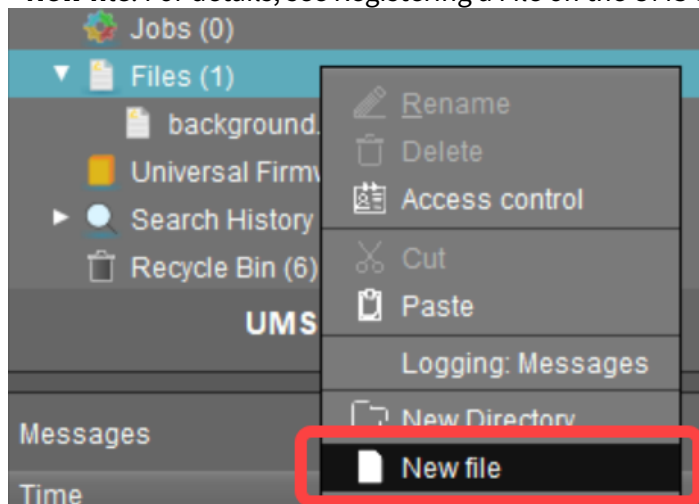 Jobs (0)
Files (1)
background.
Universal Firmw
Search History
Recycle Bin (6)
UMS
Messages
Time
Rename
Delete
Access control
Cut
Paste
Logging: Messages
New Directory
New file